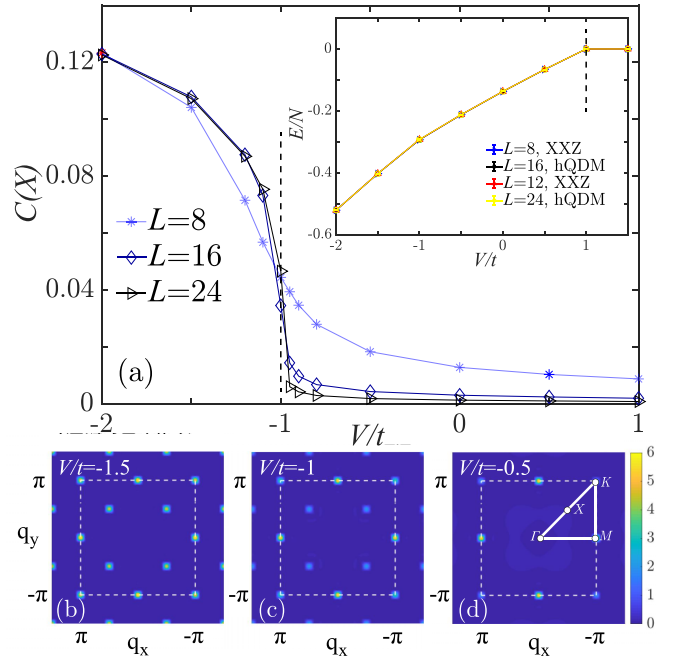 0.12
0.08
0.04
0
C(X)
L=8
L=16
L=24
(a)
-2
-1
0
1
V/t
0
-0.2
-0.4
-0.6
E/N
L=8, XXZ
L=16, hQDM
L=12, XXZ
L=24, hQDM
-2
-1
0
1
V/t
V/t=-1.5
V/t=-1
V/t=-0.5
π
q_y
-π
(b)
π
q_x
-π
π
-π
(c)
π
q_x
-π
π
-π
(d)
K
X
Γ
M
π
q_x
-π
6
5
4
3
2
1
0